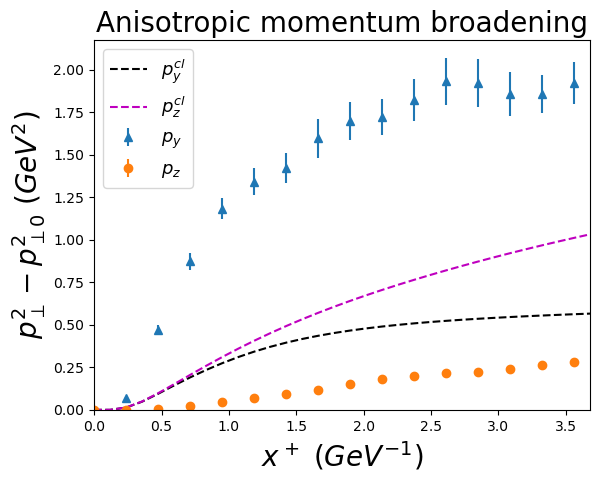 Anisotropic momentum broadening
p_y^{cl}
p_z^{cl}
p_y
p_z
2.00
1.75
1.50
1.25
1.00
0.75
0.50
0.25
0.00
p_⊥^2 − p_{⊥0}^2 (GeV^2)
0.0 0.5 1.0 1.5 2.0 2.5 3.0 3.5
x^+ (GeV^{-1})